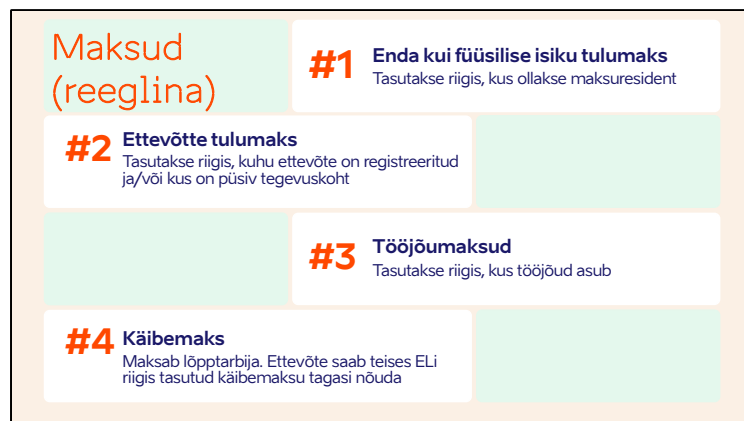 Maksud
(reeglina)
#1
Enda kui füüsilise isiku tulumaks
Tasutakse riigis, kus ollakse maksuresident
#2
Ettevõtte tulumaks
Tasutakse riigis, kuhu ettevõte on registreeritud
ja/või kus on püsiv tegevuskoht
#3
Tööjõumaksud
Tasutakse riigis, kus tööjõud asub
#4
Käibemaks
Maksab lõpptarbija. Ettevõte saab teises ELi
riigis tasutud käibemaksu tagasi nõuda